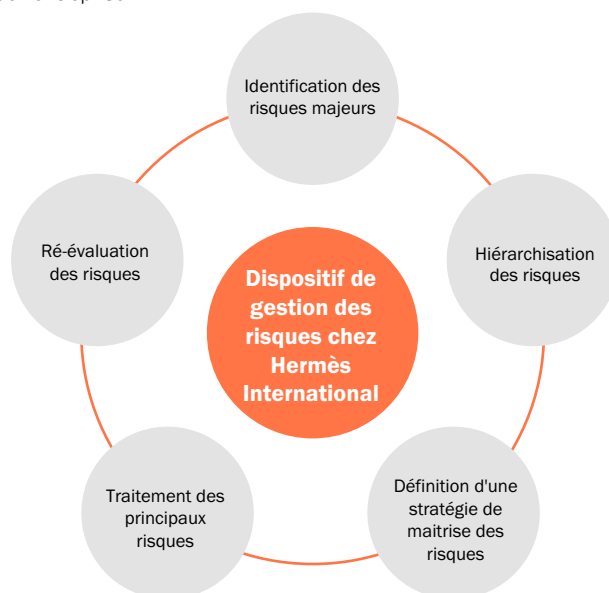 Identification des
risques majeurs
Hiérarchisation
des risques
Définition d'une
stratégie de
maitrise des
risques
Traitement des
principaux
risques
Ré-évaluation
des risques
Dispositif de
gestion des
risques chez
Hermès
International